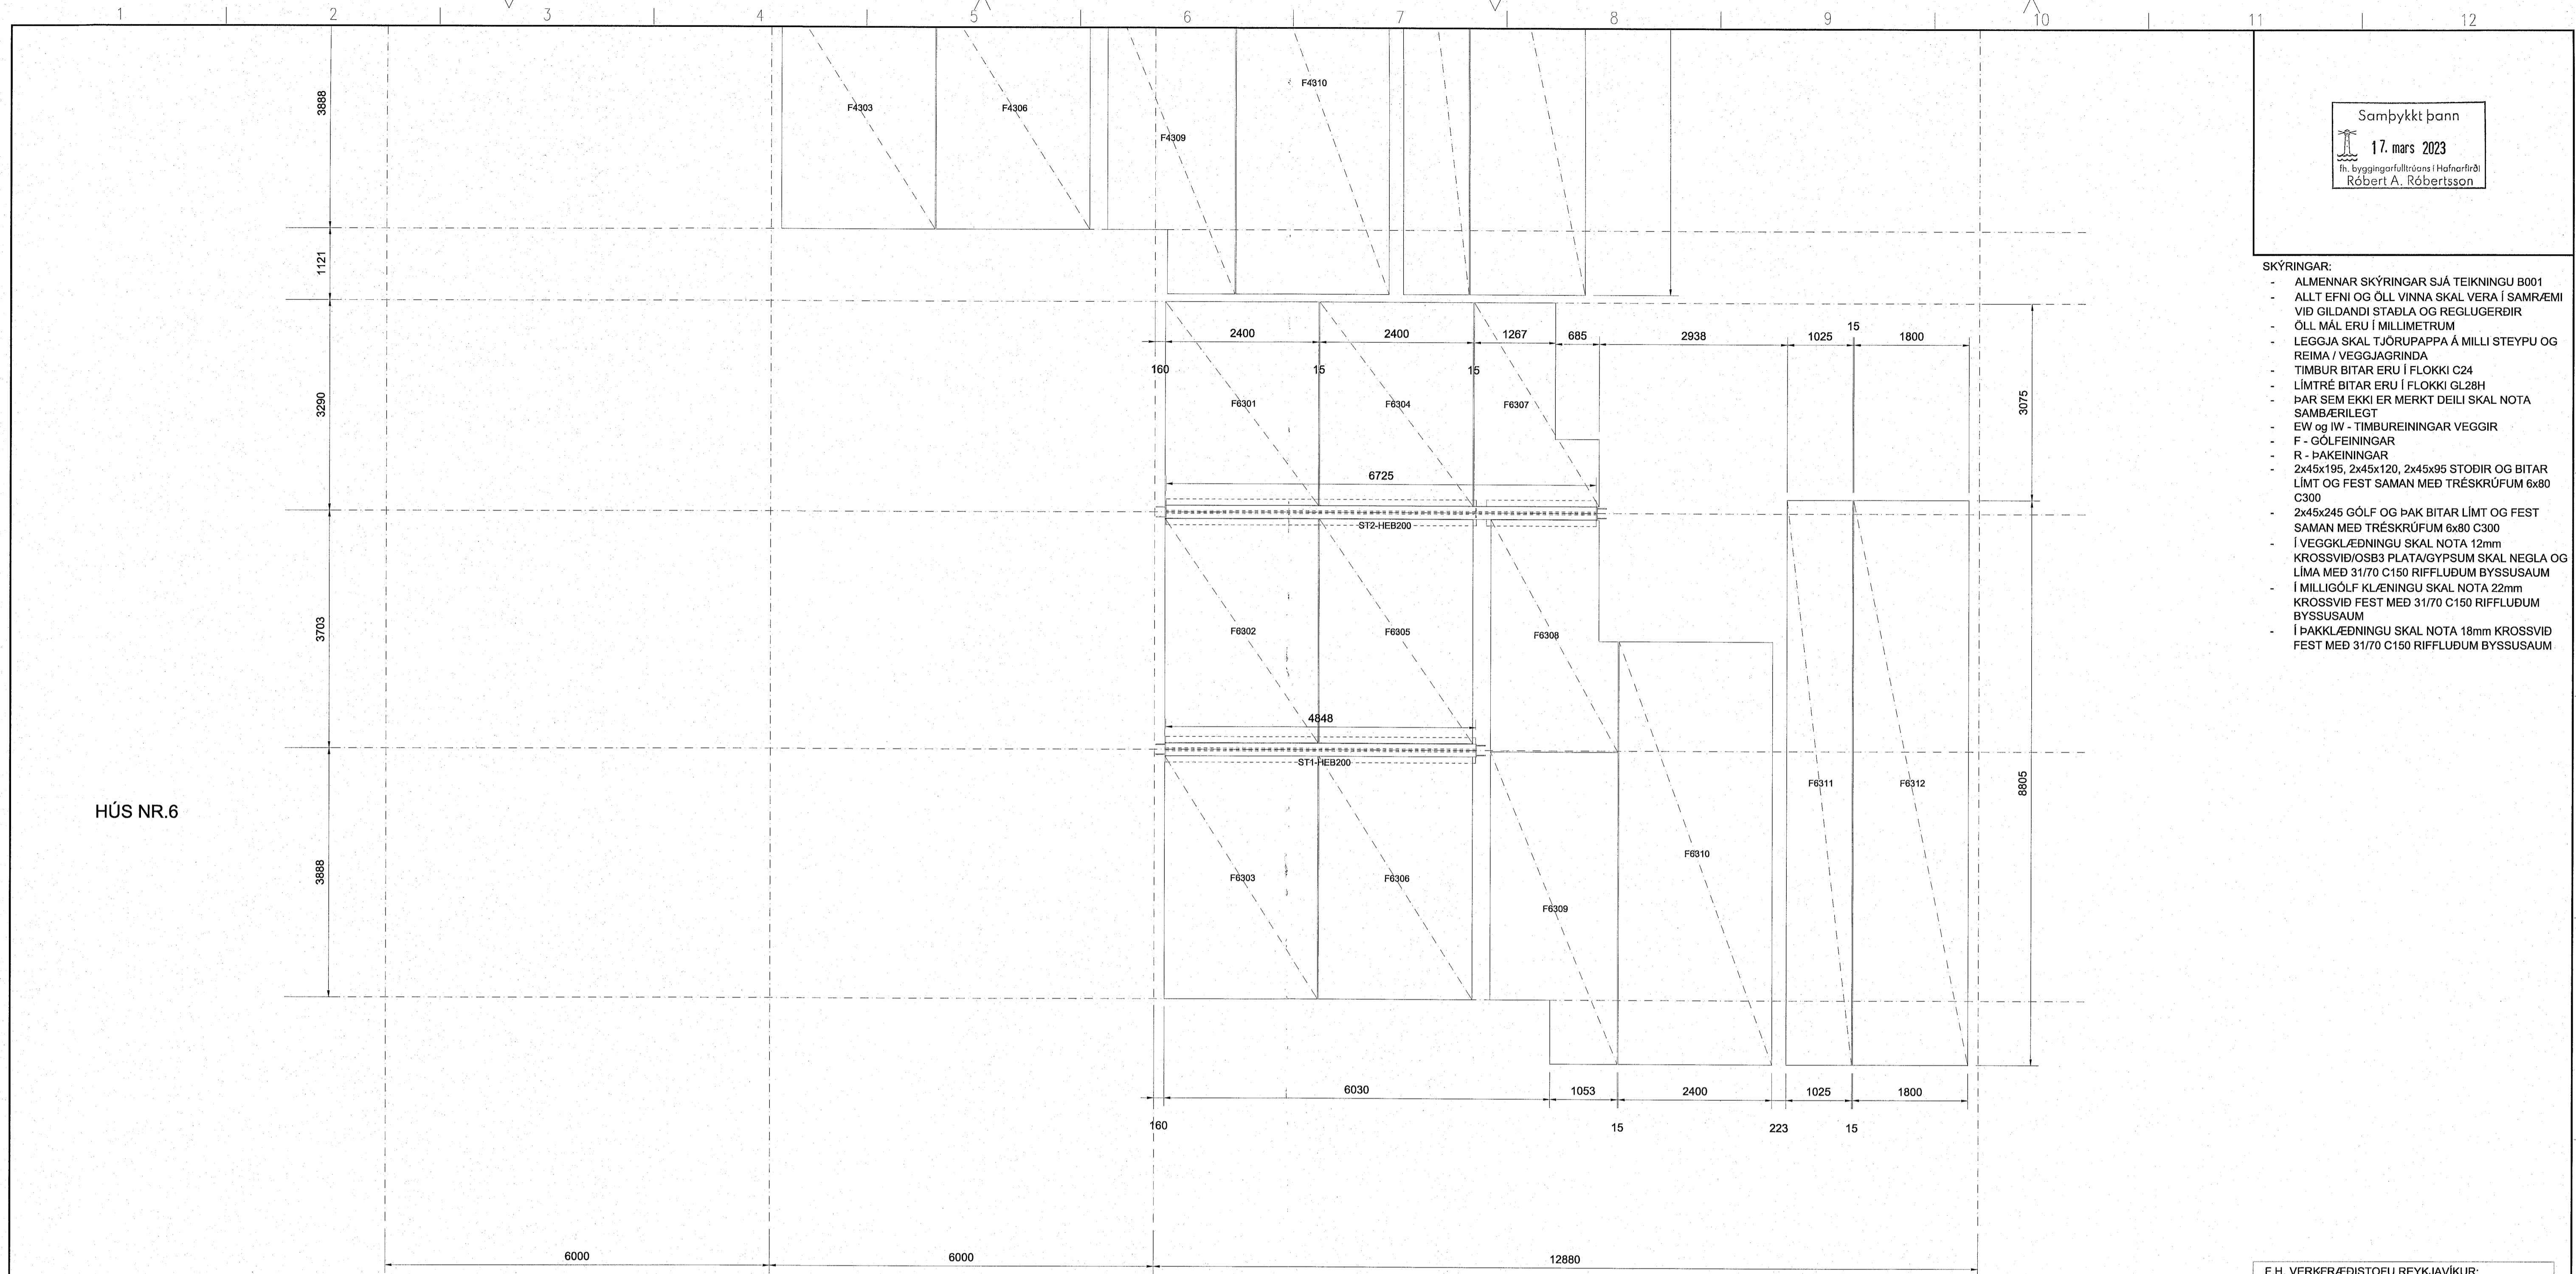 1 2 3 4 5 6 7 8 9 10 11 12
F4303
F4306
F4309
F4310
3888
1121
3290
3703
3888
2400 2400 1267 685 2938 1025 15 1800
160 15 15
3075
F6301
F6304
F6307
6725
ST2-HEB200
F6302
F6305
F6308
4848
ST1-HEB200
F6311
F6312
8805
HÚS NR.6
F6303
F6306
F6310
F6309
6030 1053 2400 1025 1800
160 15 223 15
6000 6000 12880
Samþykkt þann
17. mars 2023
fh. byggingarfulltrúans í Hafnarfirði
Róbert A. Róbertsson
SKÝRINGAR:
- ALMENNAR SKÝRINGAR SJÁ TEIKNINGU B001
- ALLT EFNI OG ÖLL VINNA SKAL VERA Í SAMRÆMI
VIÐ GILDANDI STAÐLA OG REGLUGERÐIR
- ÖLL MÁL ERU Í MILLIMETRUM
- LEGGJA SKAL TJÖRUPAPPA Á MILLI STEYPU OG
REIMA / VEGGJAGRINDA
- TIMBUR BITAR ERU Í FLOKKI C24
- LÍMTRÉ BITAR ERU Í FLOKKI GL28H
- ÞAR SEM EKKI ER MERKT DEILI SKAL NOTA
SAMBÆRILEGT
- EW og IW - TIMBUREININGAR VEGGIR
- F - GÓLFEININGAR
- R - ÞAKEININGAR
- 2x45x195, 2x45x120, 2x45x95 STOÐIR OG BITAR
LÍMT OG FEST SAMAN MEÐ TRÉSKRÚFUM 6x80
C300
- 2x45x245 GÓLF OG ÞAK BITAR LÍMT OG FEST
SAMAN MEÐ TRÉSKRÚFUM 6x80 C300
- Í VEGGKLÆÐNINGU SKAL NOTA 12mm
KROSSVIÐ/OSB3 PLATA/GYPSUM SKAL NEGLA OG
LÍMA MEÐ 31/70 C150 RIFFLUÐUM BYSSUSAUM
- Í MILLIGÓLF KLÆNINGU SKAL NOTA 22mm
KROSSVIÐ FEST MEÐ 31/70 C150 RIFFLUÐUM
BYSSUSAUM
- Í ÞAKKLÆÐNINGU SKAL NOTA 18mm KROSSVIÐ
FEST MEÐ 31/70 C150 RIFFLUÐUM BYSSUSAUM
F.H. VERKFRÆÐISTOFU REYKJAVÍKUR: